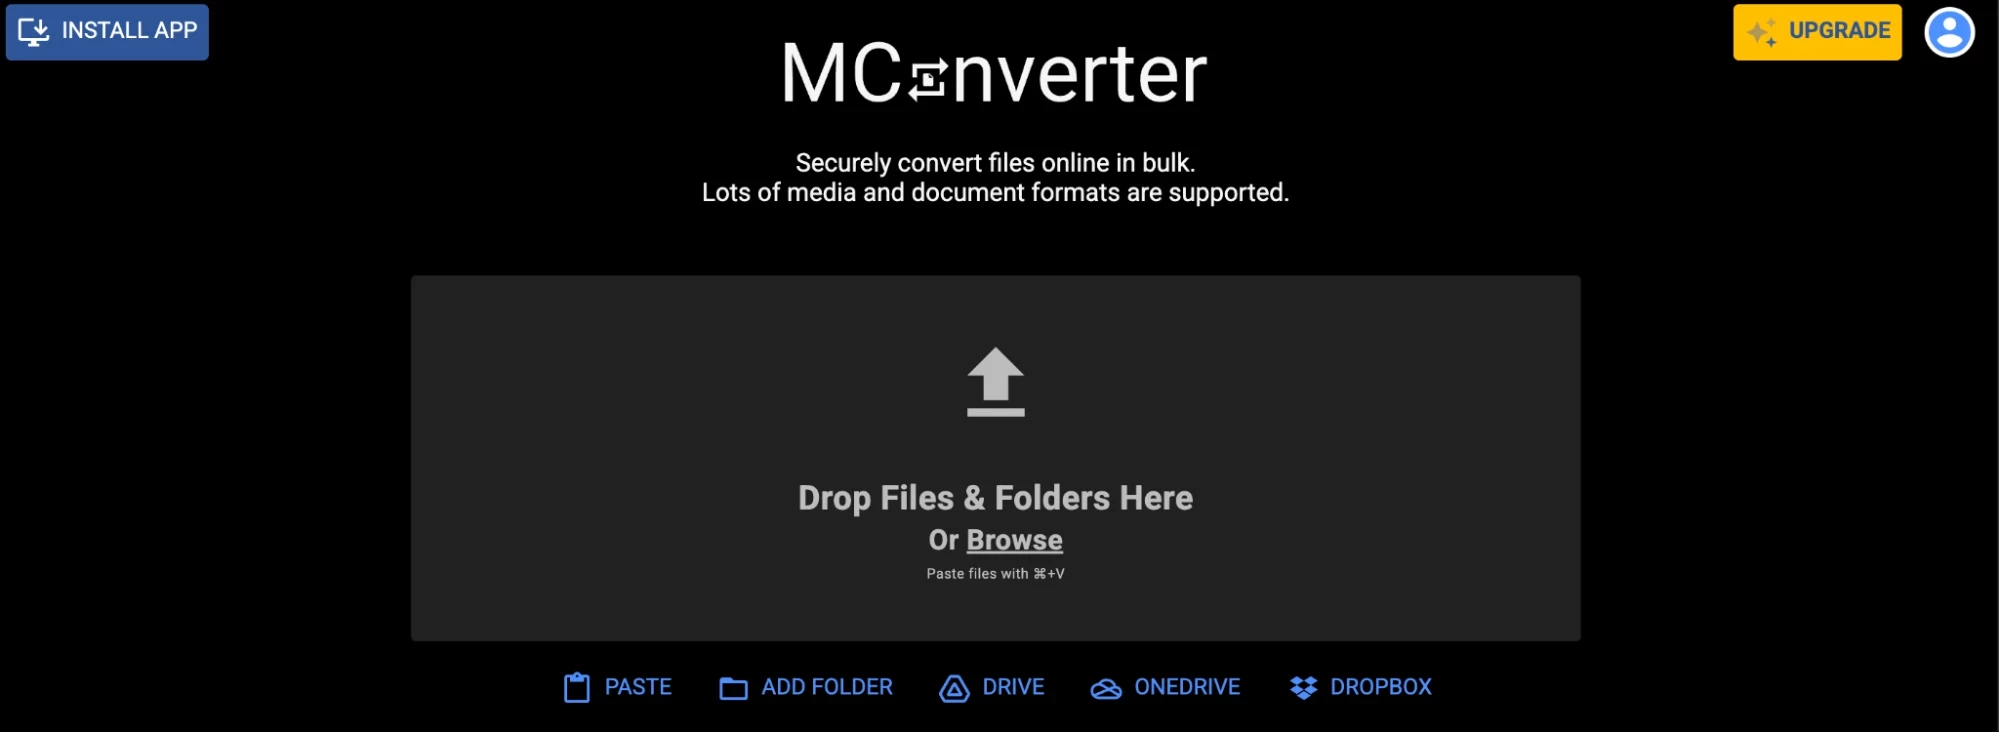 INSTALL APP
UPGRADE
MConverter
Securely convert files online in bulk.
Lots of media and document formats are supported.
Drop Files & Folders Here
Or Browse
Paste files with ⌘+V
PASTE
ADD FOLDER
DRIVE
ONEDRIVE
DROPBOX